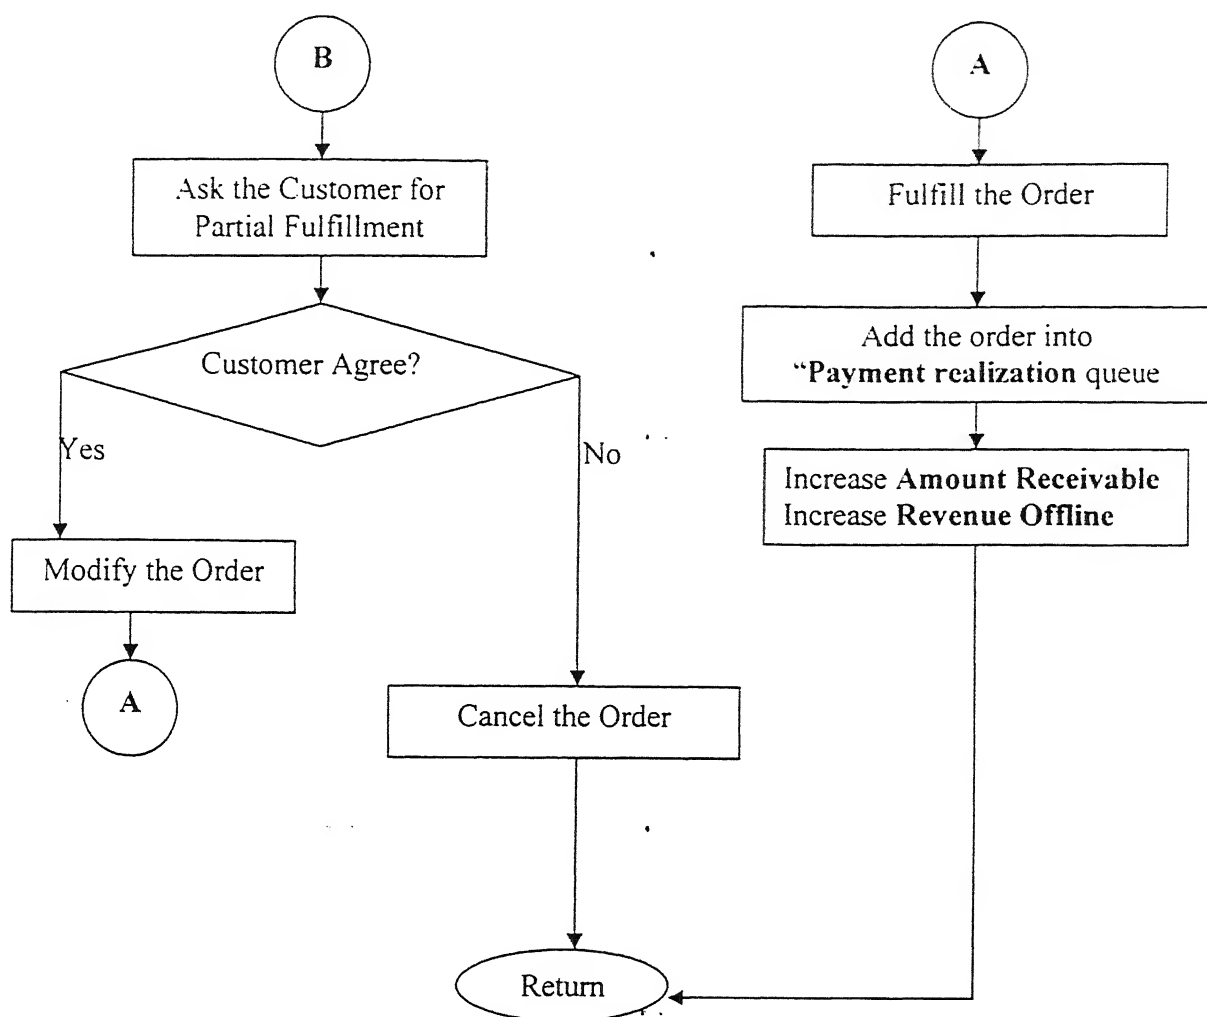 B
Ask the Customer for
Partial Fulfillment
Customer Agree?
Yes
No
Modify the Order
A
Cancel the Order
Return
A
Fulfill the Order
Add the order into
“Payment realization queue
Increase Amount Receivable
Increase Revenue Offline